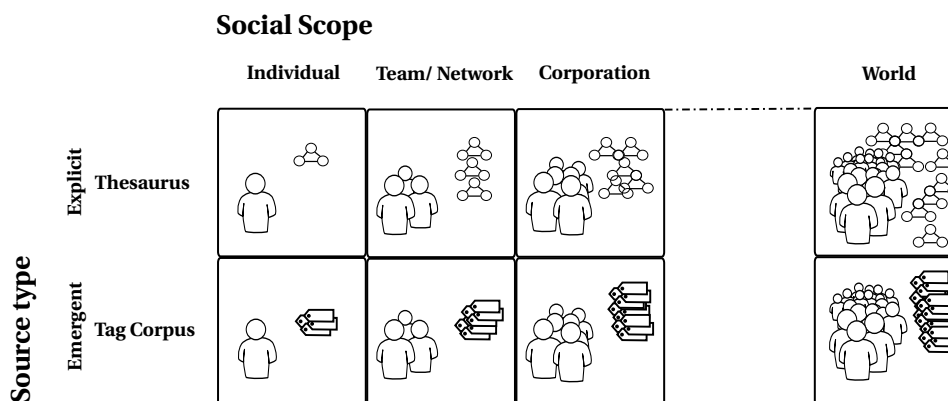 Social Scope
Individual
Team/ Network
Corporation
World
Source type
Explicit
Thesaurus
Emergent
Tag Corpus